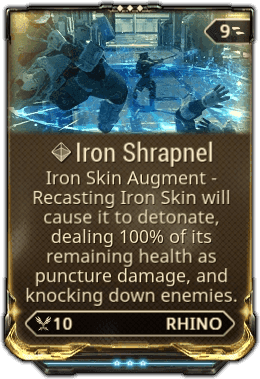 9
Iron Shrapnel
Iron Skin Augment -
Recasting Iron Skin will
cause it to detonate,
dealing 100% of its
remaining health as
puncture damage, and
knocking down enemies.
10 RHINO